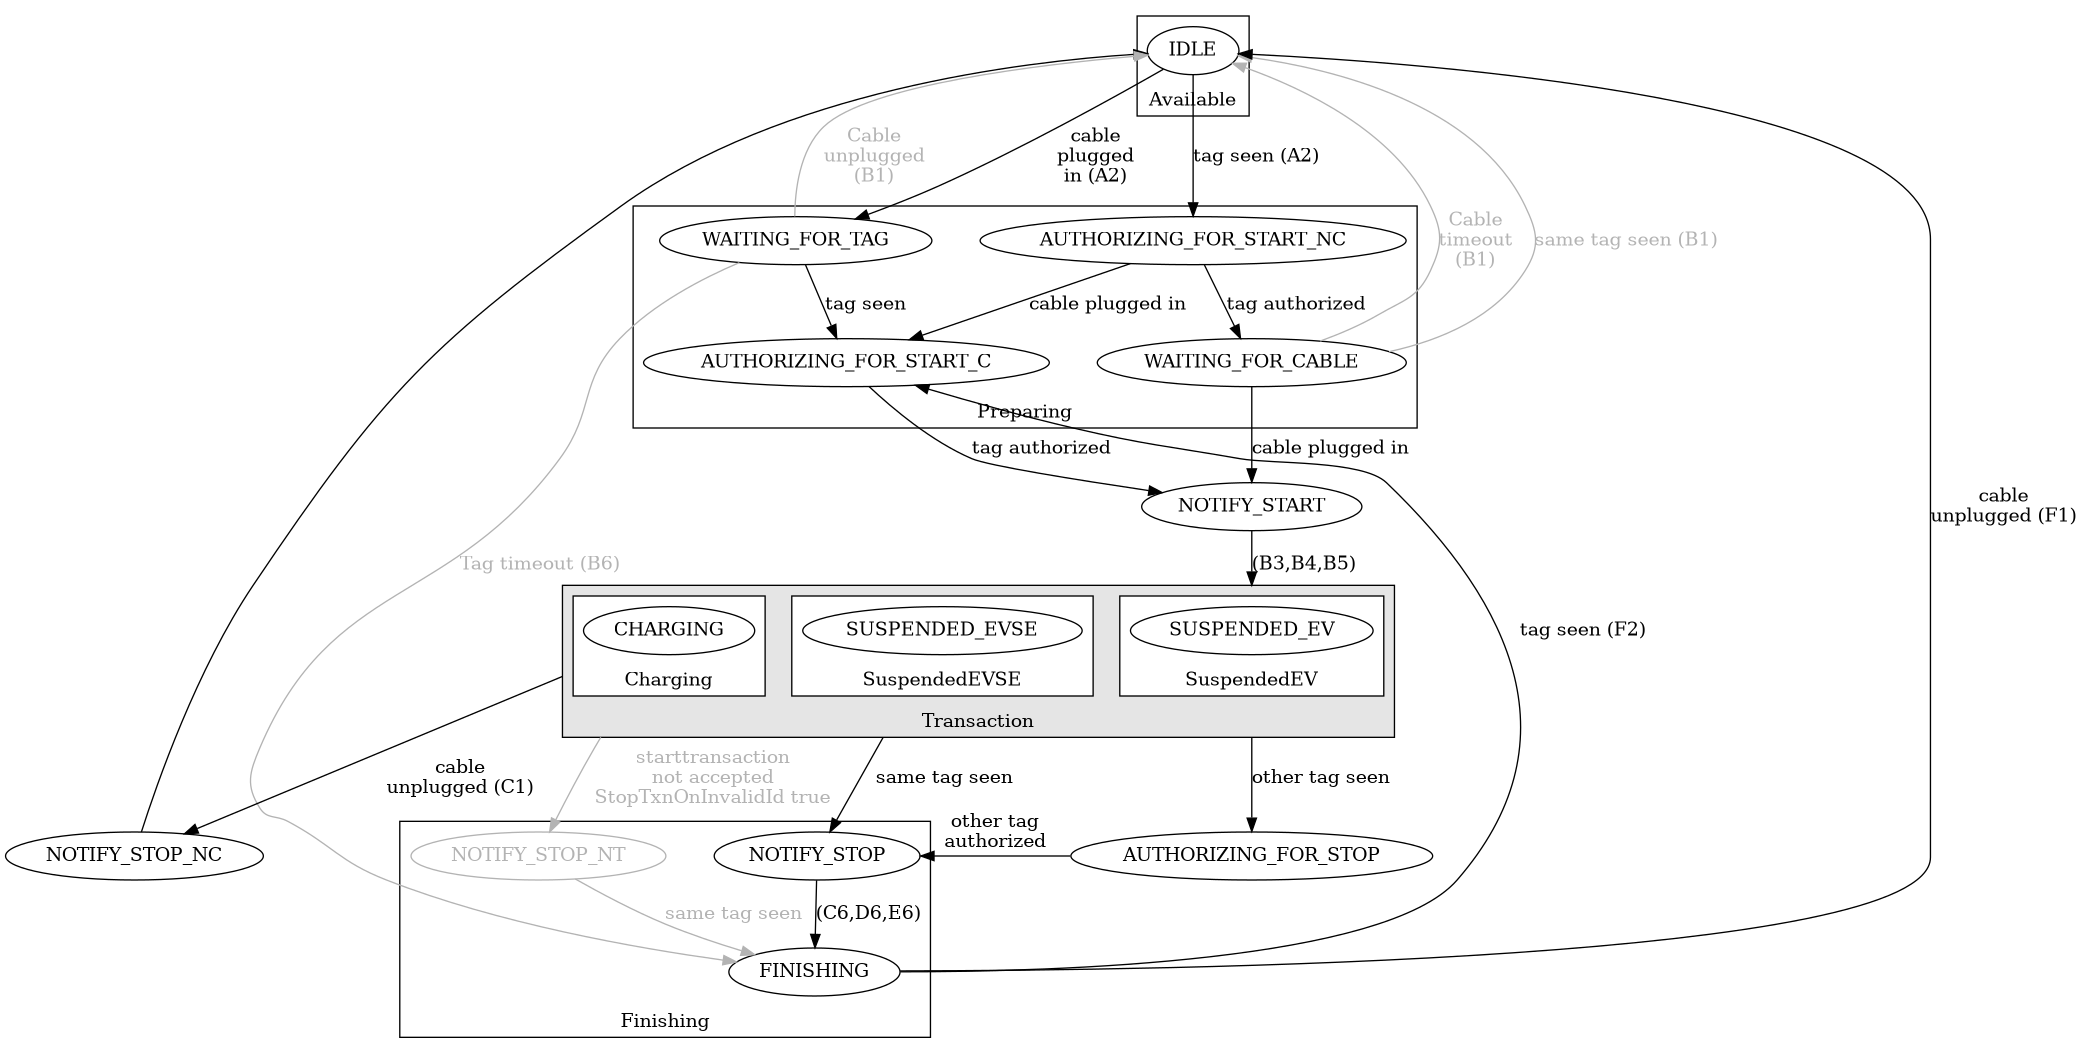 IDLE
Available
Cable
unplugged
(B1)
cable
plugged
in (A2)
tag seen (A2)
WAITING_FOR_TAG
AUTHORIZING_FOR_START_NC
Cable
timeout
(B1)
same tag seen (B1)
tag seen
cable plugged in
tag authorized
AUTHORIZING_FOR_START_C
WAITING_FOR_CABLE
Preparing
tag authorized
cable plugged in
NOTIFY_START
cable
unplugged (F1)
Tag timeout (B6)
(B3,B4,B5)
CHARGING
SUSPENDED_EVSE
SUSPENDED_EV
tag seen (F2)
Charging
SuspendedEVSE
SuspendedEV
Transaction
cable
unplugged (C1)
starttransaction
not accepted
StopTxnOnInvalidId true
same tag seen
other tag seen
other tag
authorized
NOTIFY_STOP_NC
NOTIFY_STOP_NT
NOTIFY_STOP
AUTHORIZING_FOR_STOP
same tag seen
(C6,D6,E6)
FINISHING
Finishing